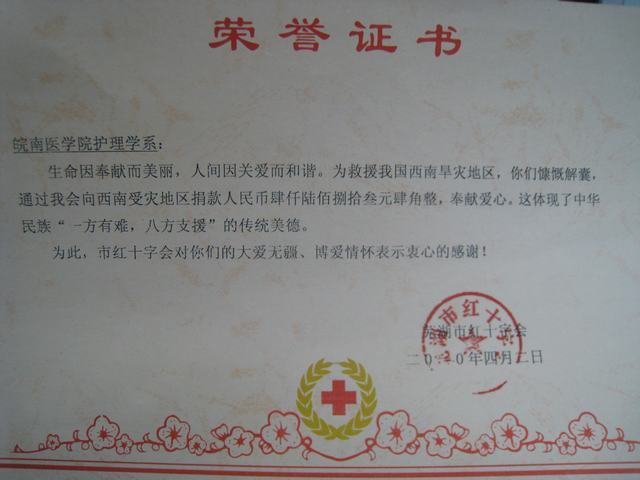 荣誉证书
皖南医学院护理学系：
生命因奉献而美丽，人间因关爱而和谐。为救援我国西南旱灾地区，你们慷慨解囊，
通过我会向西南受灾地区捐款人民币肆仟陆佰捌拾叁元肆角整，奉献爱心。这体现了中华
民族“一方有难，八方支援”的传统美德。
为此，市红十字会对你们的大爱无疆、博爱情怀表示衷心的感谢！
芜湖市红十字会
二〇一〇年四月二日